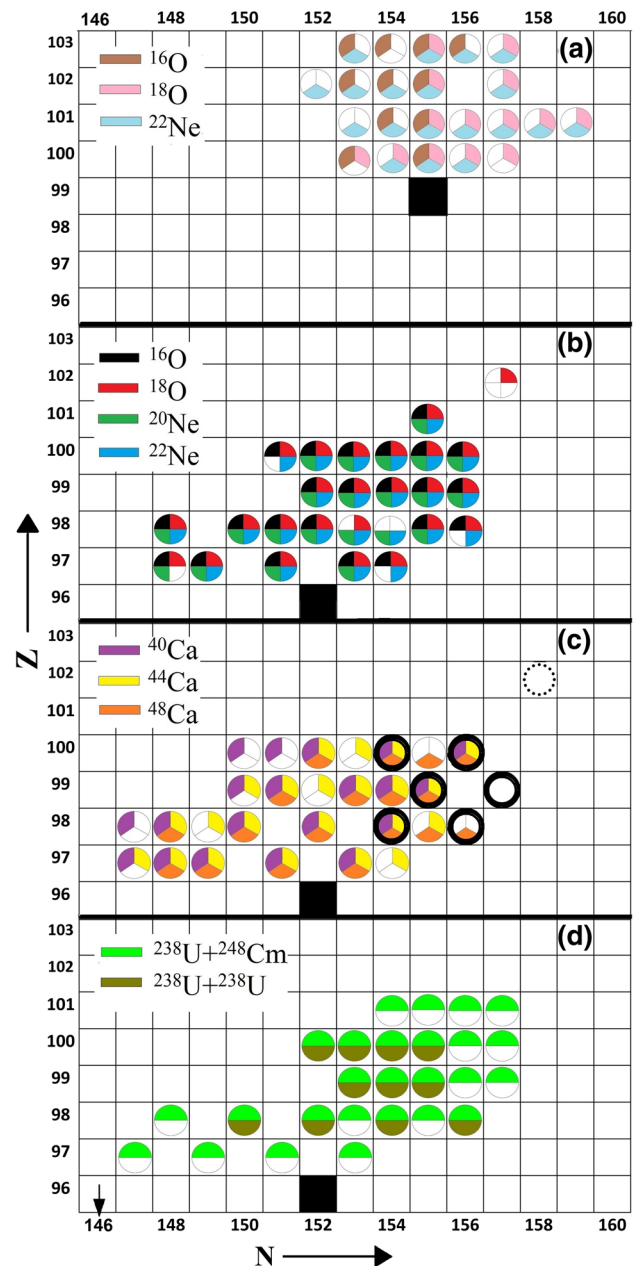 148 150 152 154 156 158 160
103
(a)
¹⁶O
102
¹⁸O
101
²²Ne
100
99
98
97
96
103
(b)
¹⁶O
102
¹⁸O
101
²⁰Ne
100
²²Ne
99
98
97
96
Z
103
(c)
⁴⁰Ca
102
⁴⁴Ca
101
⁴⁸Ca
100
99
98
97
96
103
(d)
²³⁸U+²⁴⁸Cm
102
²³⁸U+²³⁸U
101
100
99
98
97
96
146 148 150 152 154 156 158 160
N